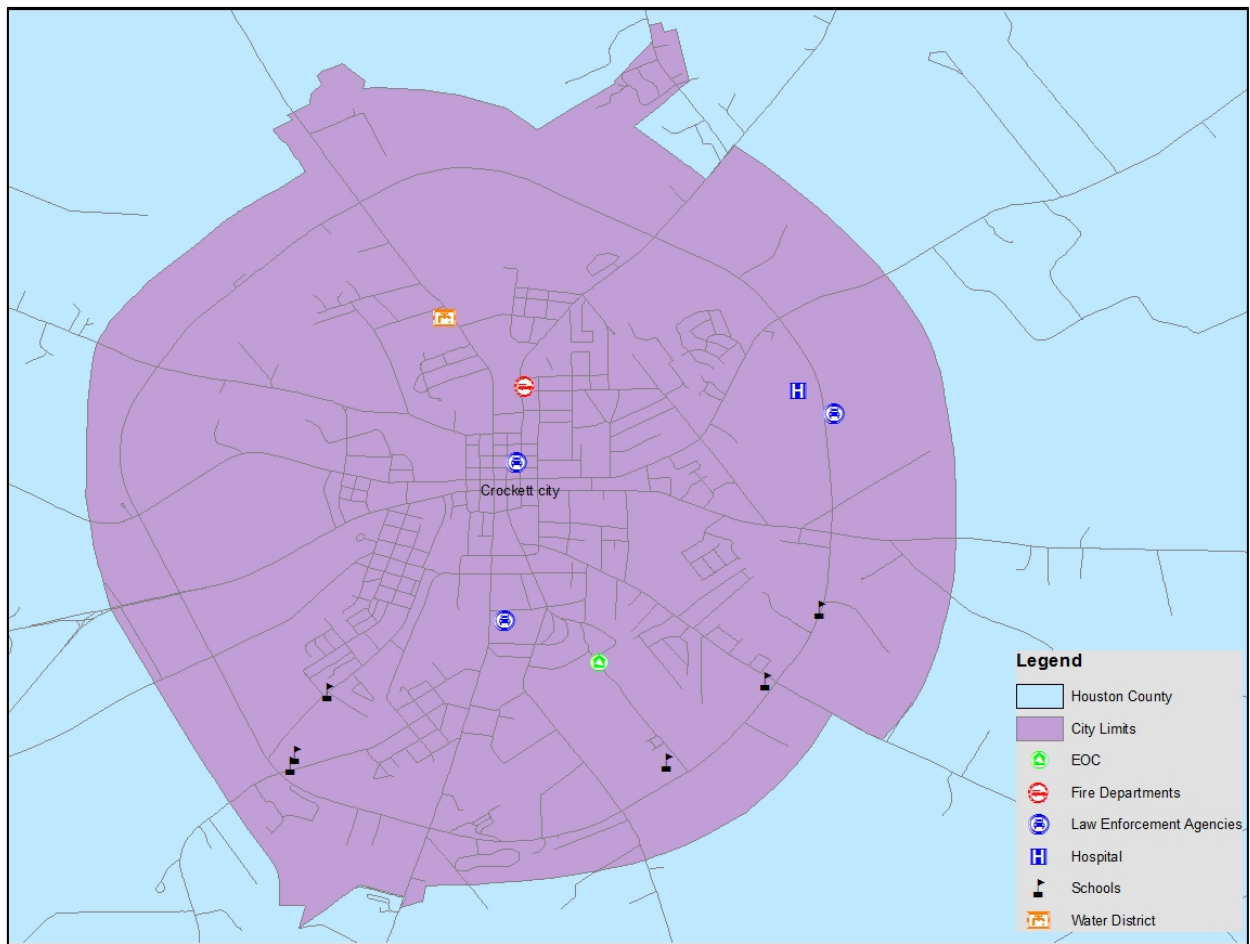 Crockett city
Legend
Houston County
City Limits
EOC
Fire Departments
Law Enforcement Agencies
Hospital
Schools
Water District